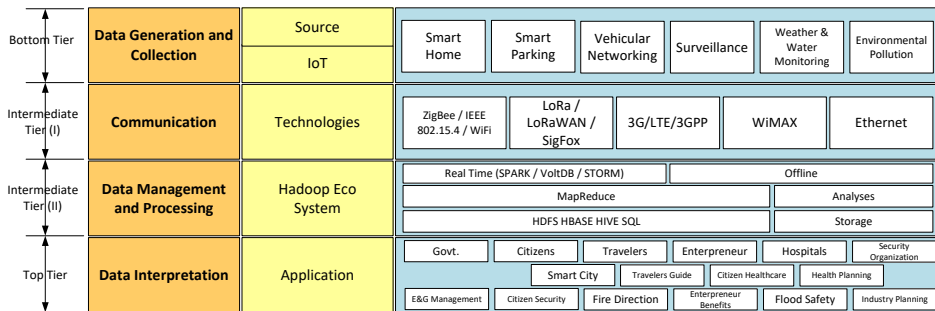 Bottom Tier
Data Generation and
Collection
Source
IoT
Smart
Home
Smart
Parking
Vehicular
Networking
Surveillance
Weather &
Water
Monitoring
Environmental
Pollution
Intermediate
Tier (I)
Communication
Technologies
ZigBee / IEEE
802.15.4 / WiFi
LoRa /
LoRaWAN /
SigFox
3G/LTE/3GPP
WiMAX
Ethernet
Intermediate
Tier (II)
Data Management
and Processing
Hadoop Eco
System
Real Time (SPARK / VoltDB / STORM)
Offline
MapReduce
Analyses
HDFS HBASE HIVE SQL
Storage
Top Tier
Data Interpretation
Application
Govt.
Citizens
Travelers
Enterpreneur
Hospitals
Security
Organization
Smart City
Travelers Guide
Citizen Healthcare
Health Planning
E&G Management
Citizen Security
Fire Direction
Enterpreneur
Benefits
Flood Safety
Industry Planning